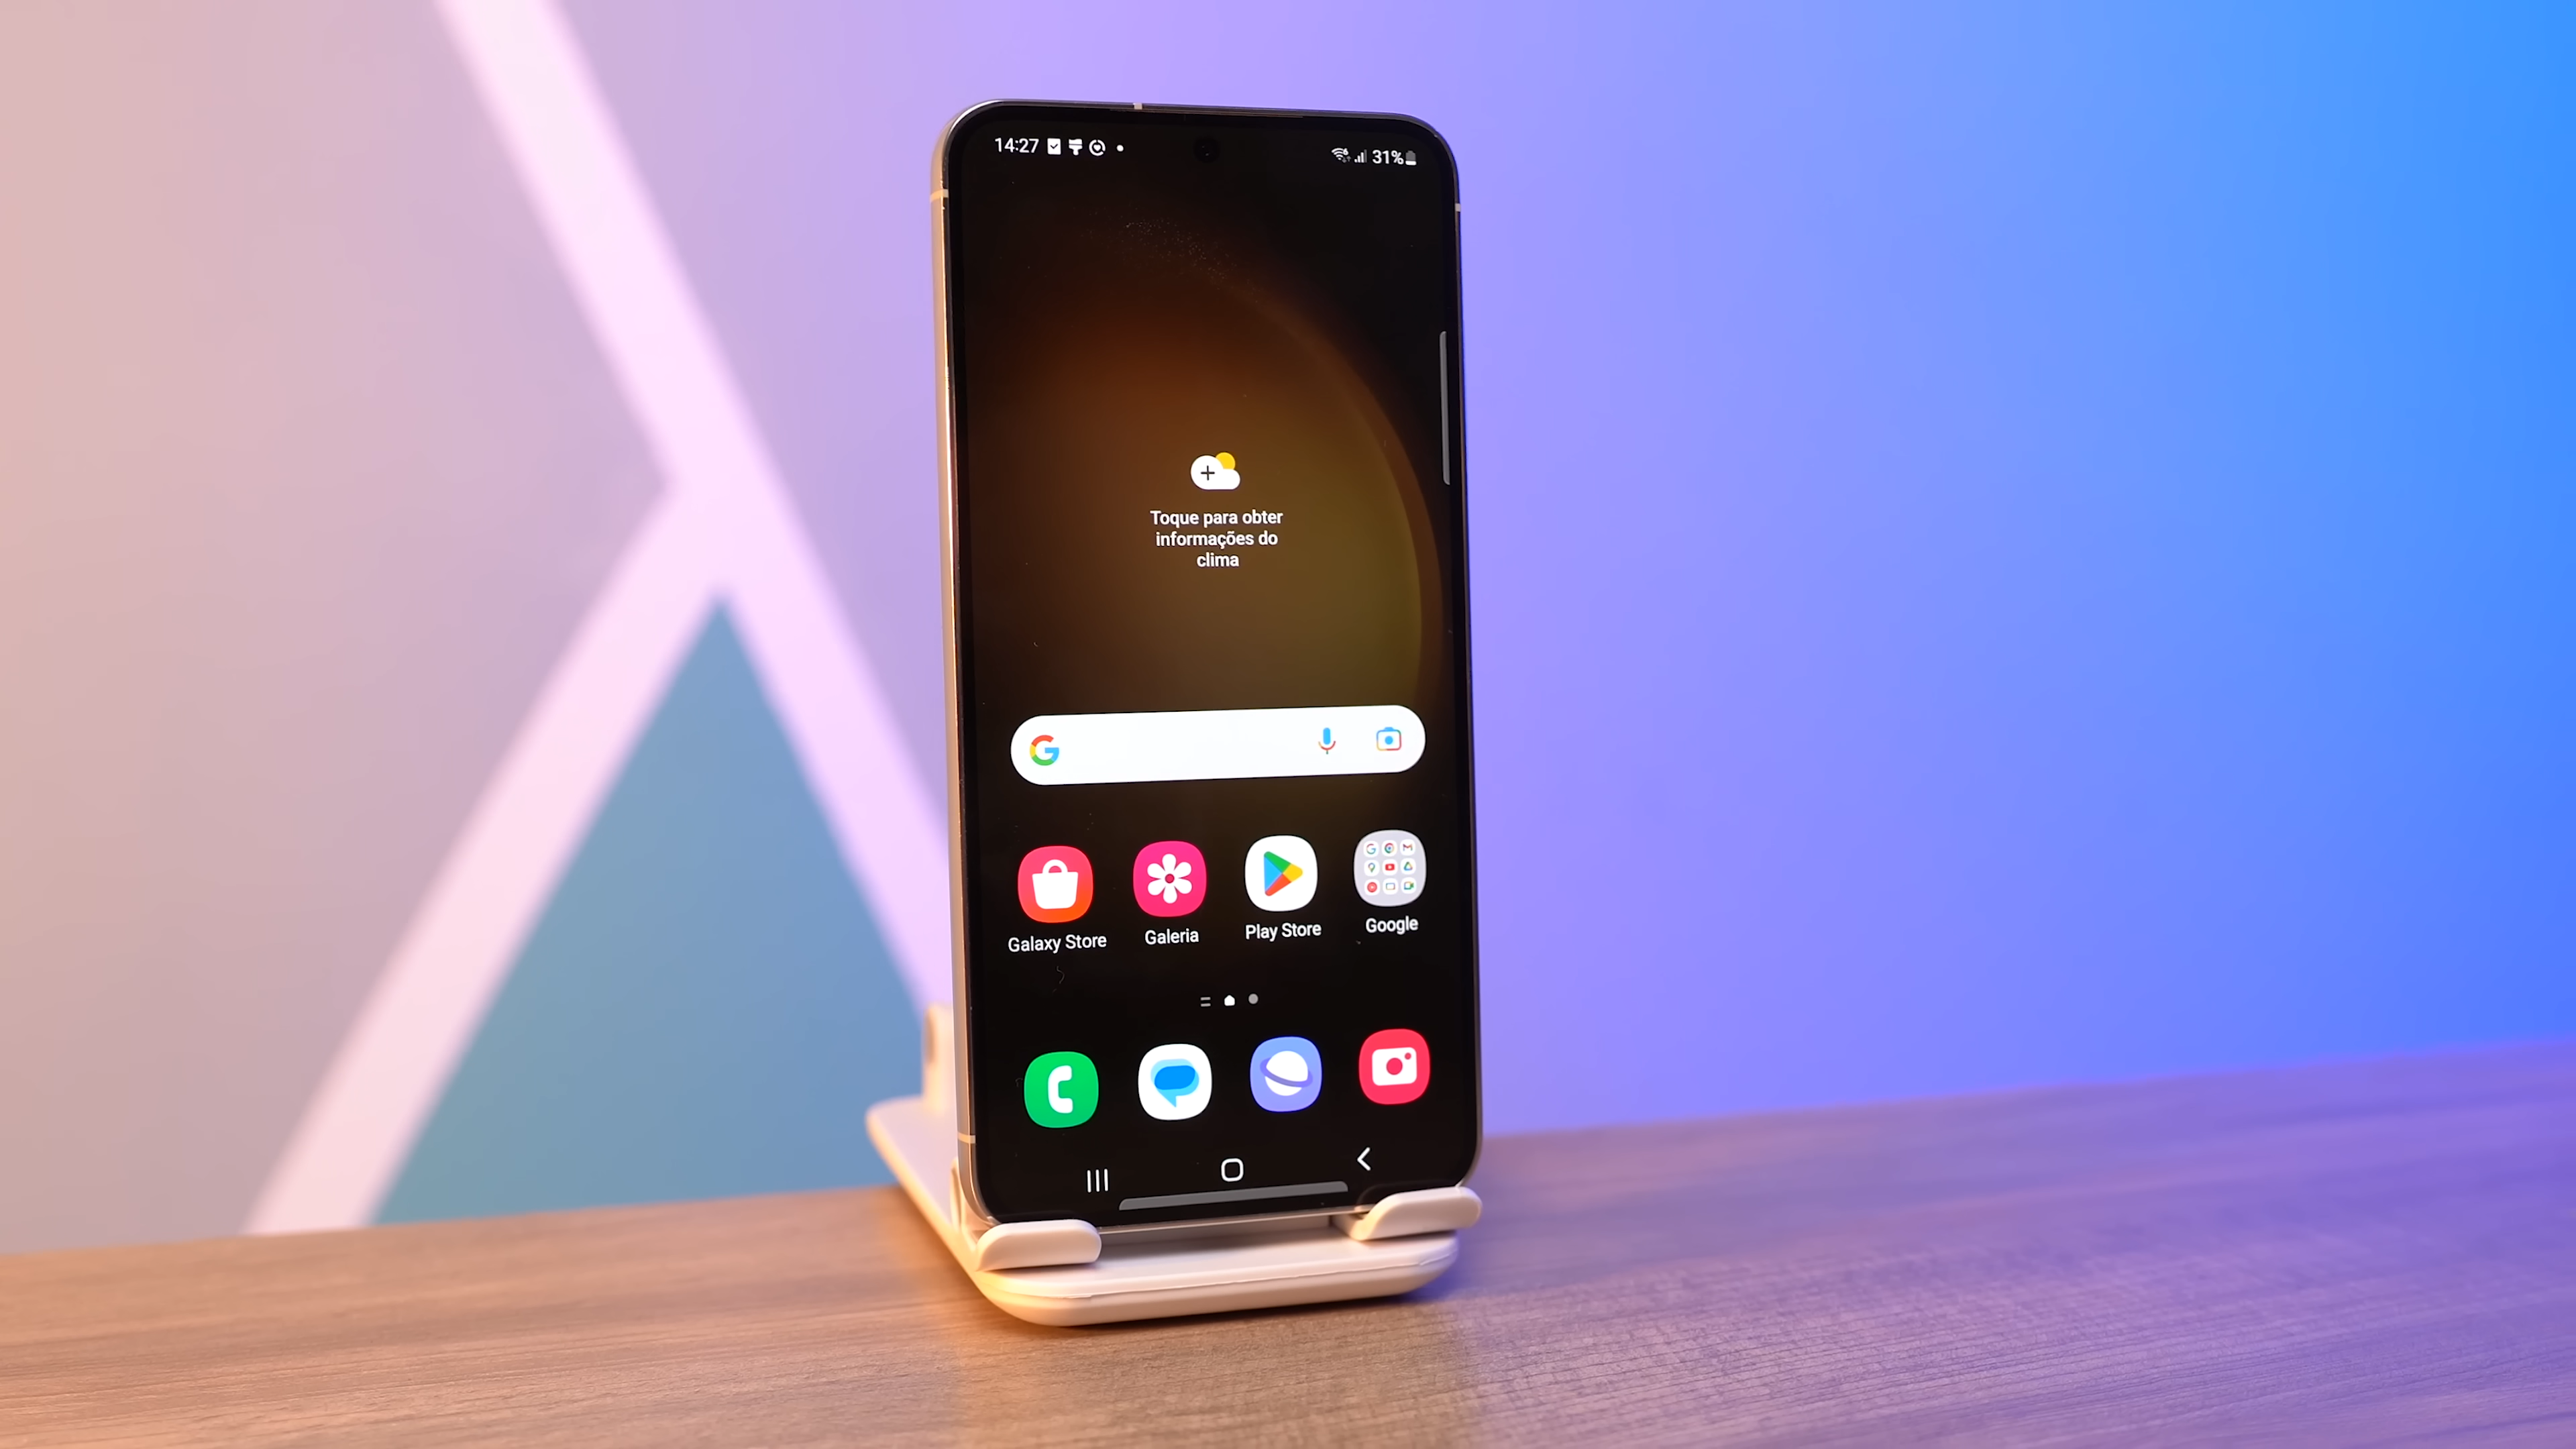 14:27
31%
Toque para obter
informações do
clima
Galaxy Store
Galeria
Play Store
Google